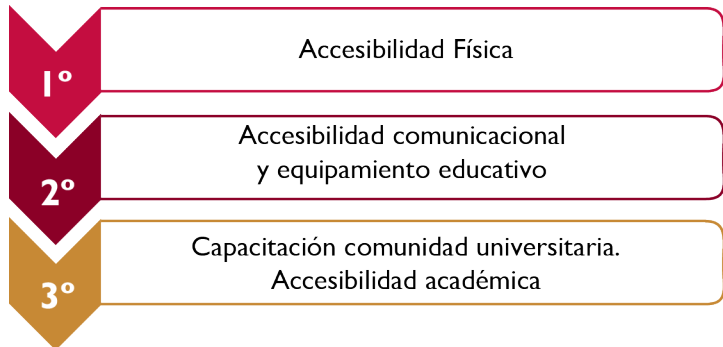 1º
Accesibilidad Física
2º
Accesibilidad comunicacional
y equipamiento educativo
3º
Capacitación comunidad universitaria.
Accesibilidad académica